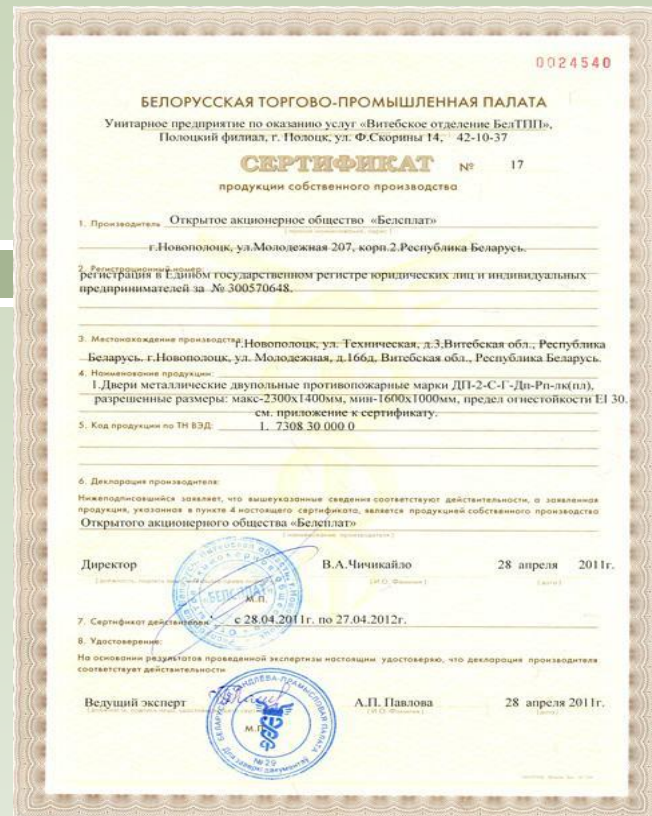 0024540
БЕЛОРУССКАЯ ТОРГОВО-ПРОМЫШЛЕННАЯ ПАЛАТА
Унитарное предприятие по оказанию услуг «Витебское отделение БелТПП»,
Полоцкий филиал, г. Полоцк, ул. Ф.Скорины 14, 42-10-37
СЕРТИФИКАТ № 17
продукции собственного производства
1. Производитель Открытое акционерное общество «Белсплат»
г.Новополоцк, ул.Молодежная 207, корп.2.Республика Беларусь.
2. Регистрационный номер:
регистрация в Едином государственном регистре юридических лиц и индивидуальных
предпринимателей за № 300570648.
3. Местонахождение производства г.Новополоцк, ул. Техническая, д.3,Витебская обл., Республика
Беларусь. г.Новополоцк, ул. Молодежная, д.166д, Витебская обл., Республика Беларусь.
4. Наименование продукции:
1.Двери металлические двупольные противопожарные марки ДП-2-С-Г-Дп-Рп-лк(пл),
разрешенные размеры: макс-2300х1400мм, мин-1600х1000мм, предел огнестойкости EI 30.
см. приложение к сертификату.
5. Код продукции по ТН ВЭД: 1. 7308 30 000 0
6. Декларация производителя:
Нижеподписавшийся заявляет, что вышеуказанные сведения соответствуют действительности, а заявленная
продукция, указанная в пункте 4 настоящего сертификата, является продукцией собственного производства
Открытого акционерного общества «Белсплат»
Директор В.А.Чичикайло 28 апреля 2011г.
(И.О. Фамилия) (дата)
БЕЛСПЛАТ
М.П.
7. Сертификат действителен: с 28.04.2011г. по 27.04.2012г.
8. Удостоверение:
На основании результатов проведенной экспертизы настоящим удостоверяю, что декларация производителя
соответствует действительности
Ведущий эксперт А.П. Павлова 28 апреля 2011г.
(И.О. Фамилия) (дата)
М.П.
№ 29